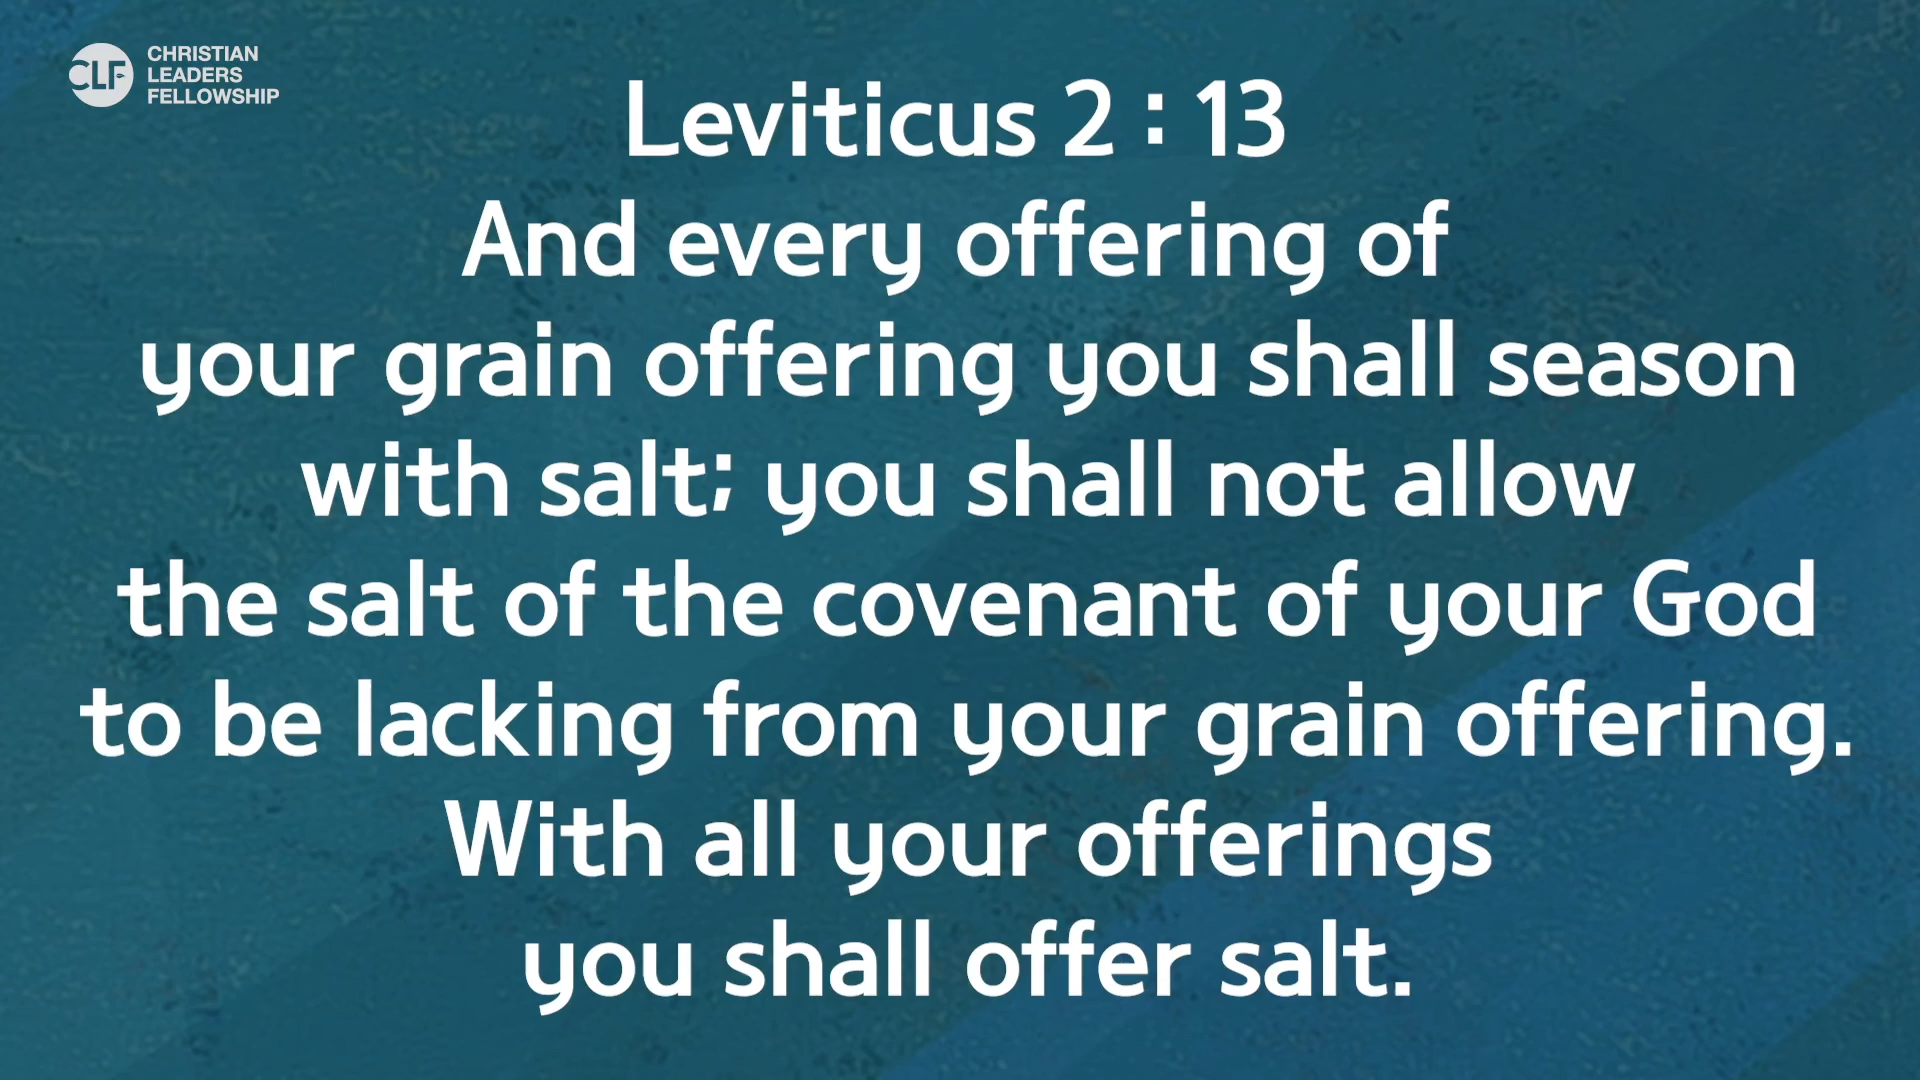 CLF
CHRISTIAN
LEADERS
FELLOWSHIP
Leviticus 2 : 13
And every offering of
your grain offering you shall season
with salt; you shall not allow
the salt of the covenant of your God
to be lacking from your grain offering.
With all your offerings
you shall offer salt.